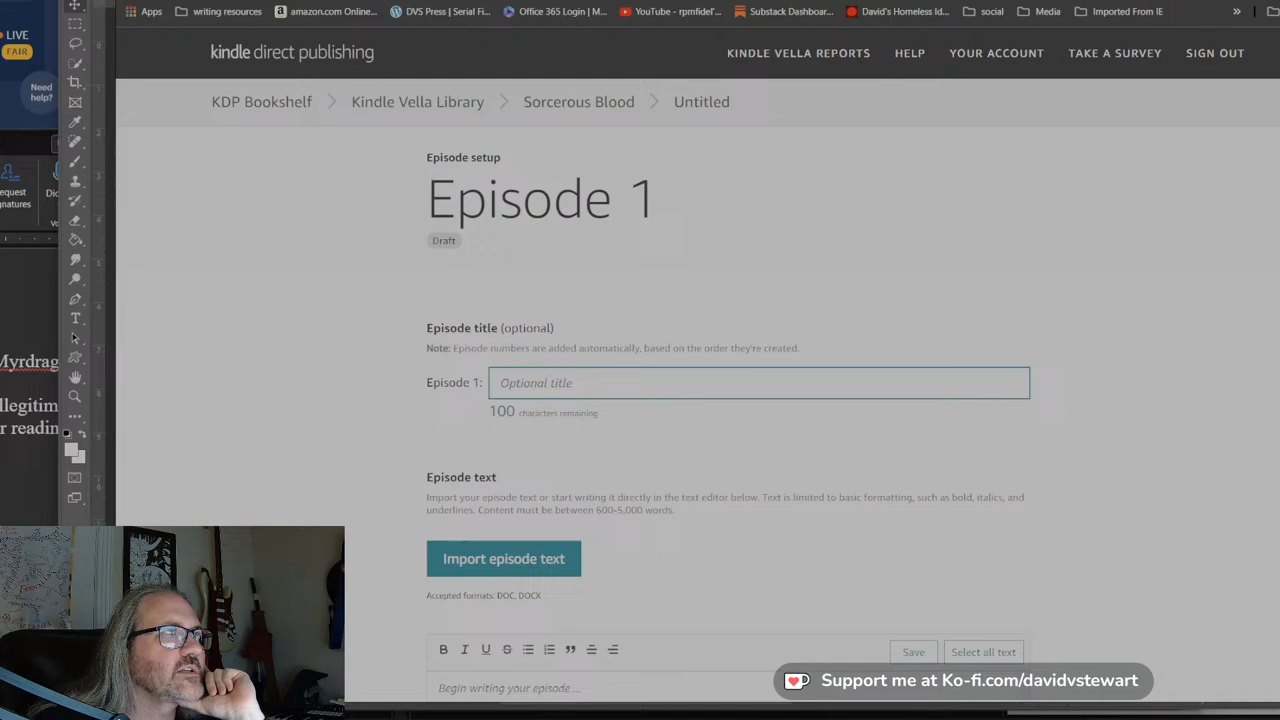 Apps
writing resources
amazon.com Online...
DVS Press | Serial Fi...
Office 365 Login | M...
YouTube - rpmfidel'...
Substack Dashboar...
David's Homeless Id...
social
Media
Imported From IE
»
LIVE
FAIR
Need
help?
kindle direct publishing
KINDLE VELLA REPORTS
HELP
YOUR ACCOUNT
TAKE A SURVEY
SIGN OUT
KDP Bookshelf
Kindle Vella Library
Sorcerous Blood
Untitled
Episode setup
Episode 1
Draft
Episode title (optional)
Note: Episode numbers are added automatically, based on the order they're created.
Episode 1: Optional title
100 characters remaining
Episode text
Import your episode text or start writing it directly in the text editor below. Text is limited to basic formatting, such as bold, italics, and
underlines. Content must be between 600-5,000 words.
Import episode text
Accepted formats: DOC, DOCX
B I U S
Save
Select all text
Begin writing your episode ...
Support me at Ko-fi.com/davidvstewart
equest
gnatures
Dic
Vo
Myrdrag
llegitim
r readin